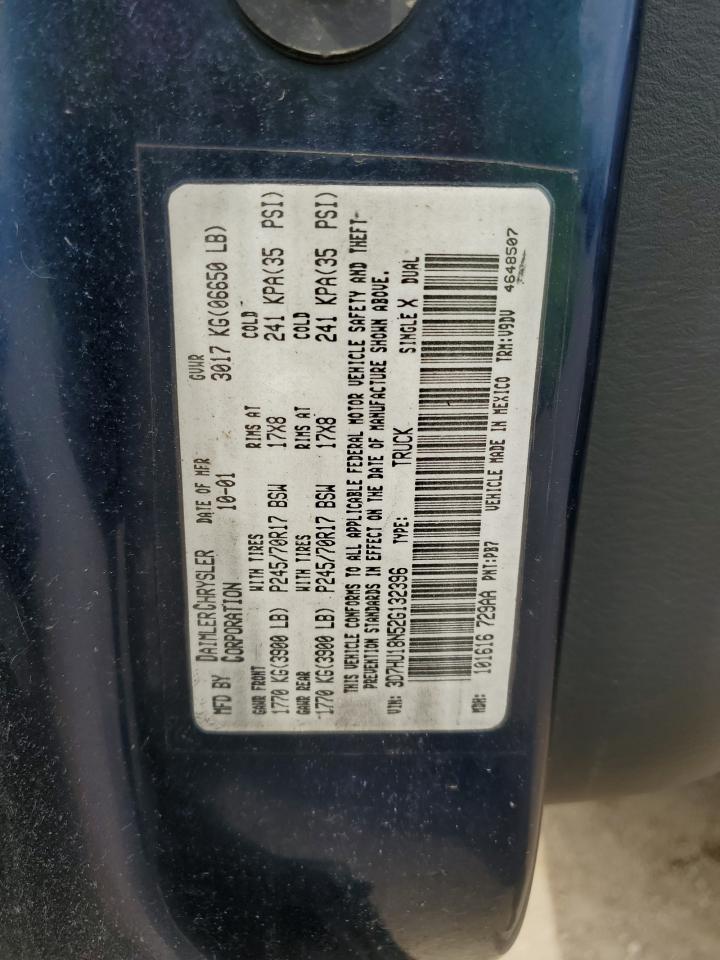 MFD BY DAIMLERCHRYSLER CORPORATION DATE OF MFR 10-01 GVWR 3017 KG(06650 LB)
GAWR FRONT WITH TIRES RIMS AT COLD
1770 KG(3900 LB) P245/70R17 BSW 17X8 241 KPA(35 PSI)
GAWR REAR WITH TIRES RIMS AT COLD
1770 KG(3900 LB) P245/70R17 BSW 17X8 241 KPA(35 PSI)
THIS VEHICLE CONFORMS TO ALL APPLICABLE FEDERAL MOTOR VEHICLE SAFETY AND THEFT-
PREVENTION STANDARDS IN EFFECT ON THE DATE OF MANUFACTURE SHOWN ABOVE.
VIN: 3D7HU18N52G132396 TYPE: TRUCK SINGLE X DUAL
MDH: 101616 729AA PNT:PB7 VEHICLE MADE IN MEXICO TRM:V9DV
4648507